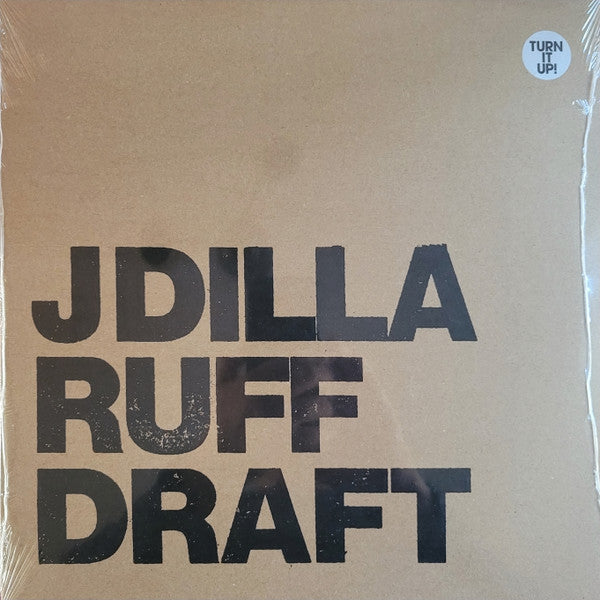 TURN
IT
UP!
J DILLA
RUFF
DRAFT